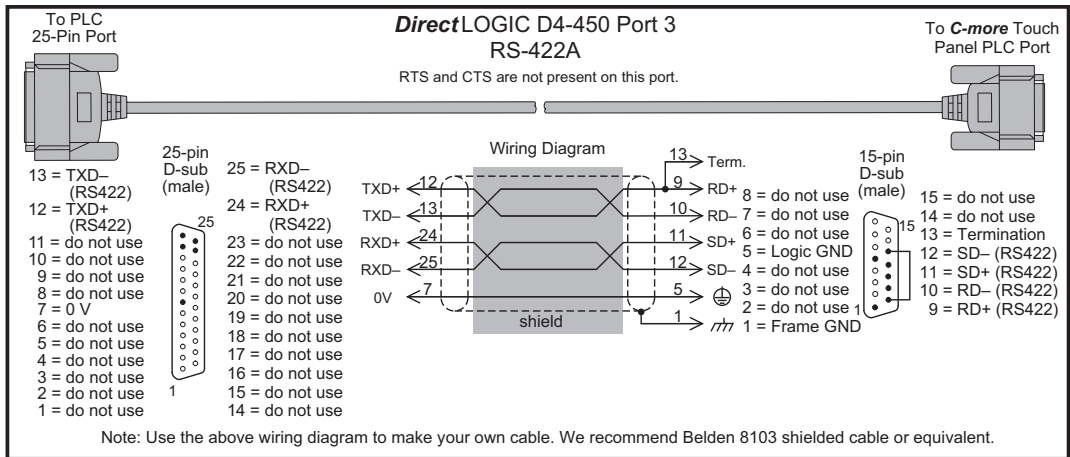 To PLC
25-Pin Port
DirectLOGIC D4-450 Port 3
RS-422A
RTS and CTS are not present on this port.
To C-more Touch
Panel PLC Port
13 = TXD–
(RS422)
12 = TXD+
(RS422)
11 = do not use
10 = do not use
9 = do not use
8 = do not use
7 = 0 V
6 = do not use
5 = do not use
4 = do not use
3 = do not use
2 = do not use
1 = do not use
25-pin
D-sub
(male)
25
1
25 = RXD–
(RS422)
24 = RXD+
(RS422)
23 = do not use
22 = do not use
21 = do not use
20 = do not use
19 = do not use
18 = do not use
17 = do not use
16 = do not use
15 = do not use
14 = do not use
Wiring Diagram
13 Term.
TXD+ 12 9 RD+
TXD– 13 10 RD–
RXD+ 24 11 SD+
RXD– 25 12 SD–
0V 7 5
shield 1
8 = do not use
7 = do not use
6 = do not use
5 = Logic GND
4 = do not use
3 = do not use
2 = do not use
1 = Frame GND
15-pin
D-sub
(male)
15
1
15 = do not use
14 = do not use
13 = Termination
12 = SD– (RS422)
11 = SD+ (RS422)
10 = RD– (RS422)
9 = RD+ (RS422)
Note: Use the above wiring diagram to make your own cable. We recommend Belden 8103 shielded cable or equivalent.